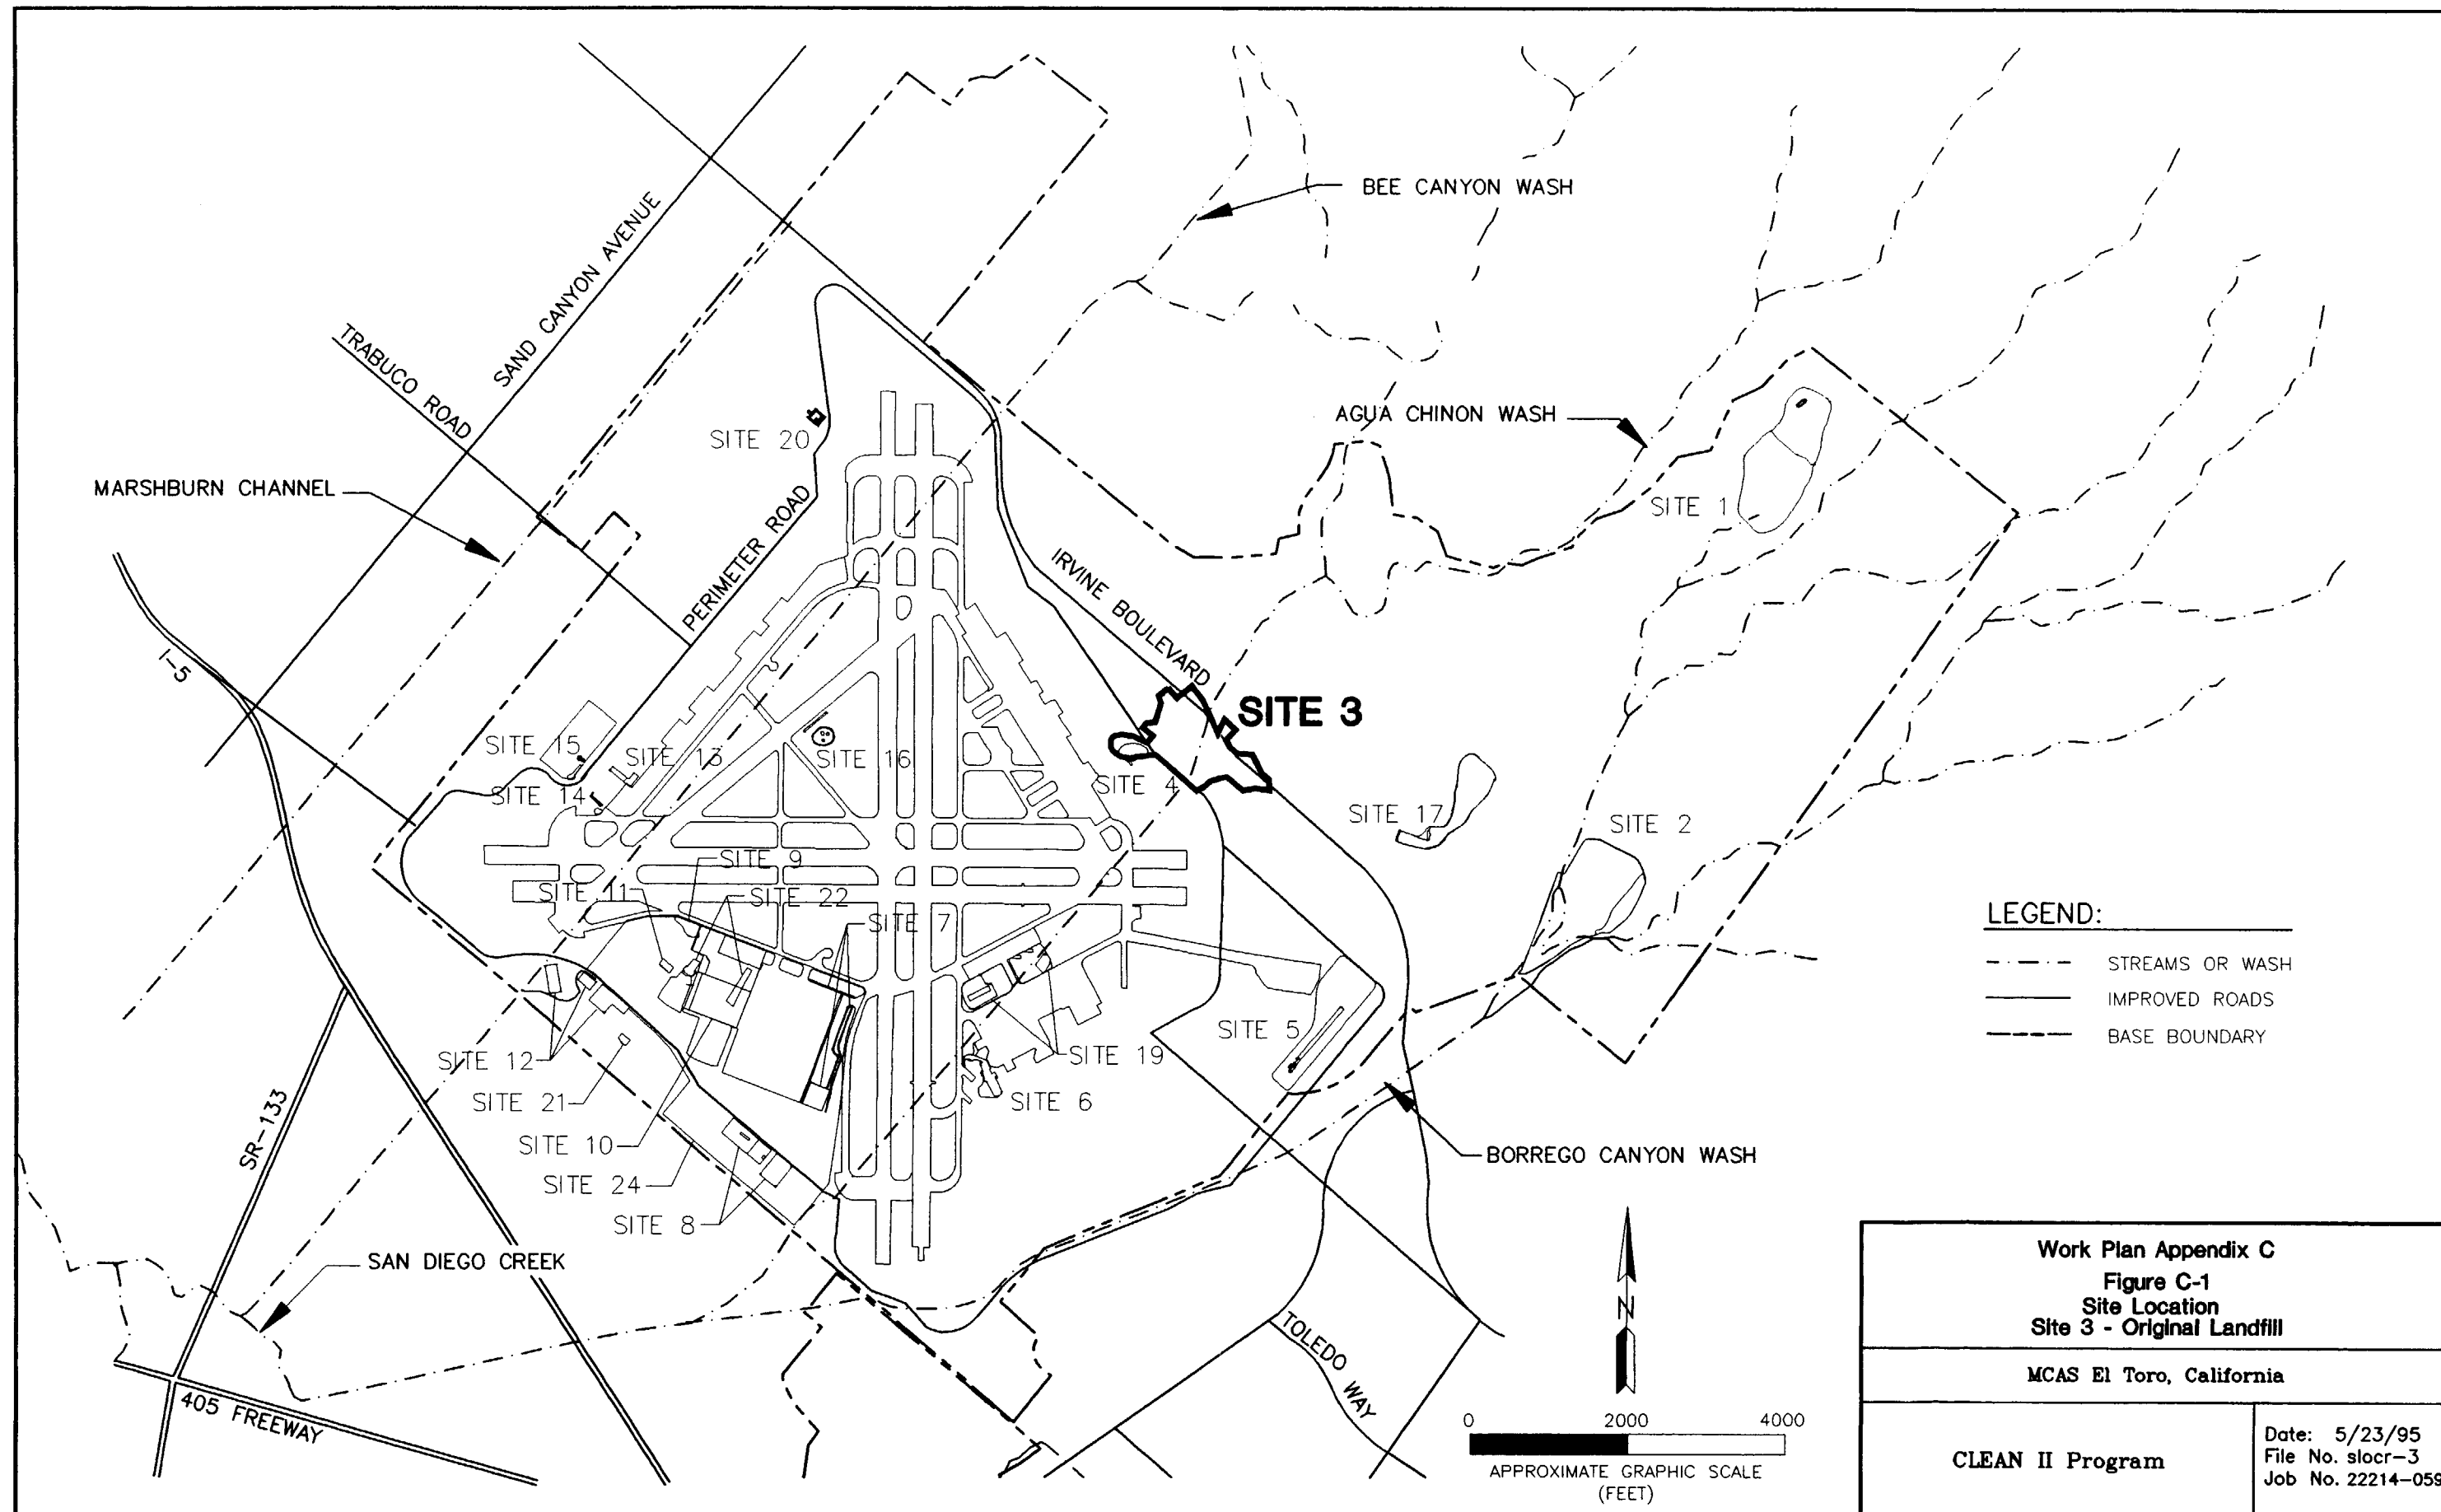 BEE CANYON WASH
SAND CANYON AVENUE
TRABUCO ROAD
AGUA CHINON WASH
SITE 20
MARSHBURN CHANNEL
PERIMETER ROAD
SITE 1
IRVINE BOULEVARD
I-5
SITE 3
SITE 15
SITE 13
SITE 16
SITE 14
SITE 4
SITE 17
SITE 2
SITE 9
SITE 11
SITE 22
SITE 7
LEGEND:
STREAMS OR WASH
IMPROVED ROADS
BASE BOUNDARY
SITE 5
SITE 12
SITE 19
SITE 21
SITE 6
SR-133
SITE 10
BORREGO CANYON WASH
SITE 24
SITE 8
SAN DIEGO CREEK
N
TOLEDO WAY
405 FREEWAY
0 2000 4000
APPROXIMATE GRAPHIC SCALE
(FEET)
Work Plan Appendix C
Figure C-1
Site Location
Site 3 - Original Landfill
MCAS El Toro, California
CLEAN II Program
Date: 5/23/95
File No. slocr-3
Job No. 22214-059